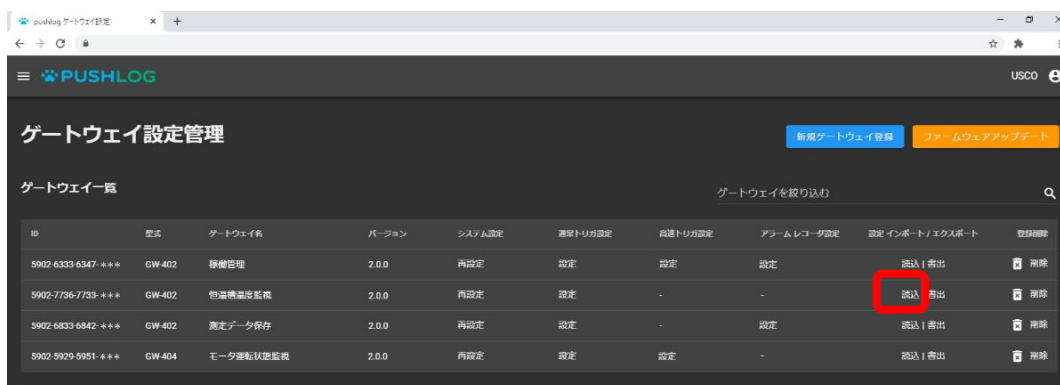 pushlog ゲートウェイ設定
PUSHLOG USCO
ゲートウェイ設定管理 新規ゲートウェイ登録 ファームウェアアップデート
ゲートウェイ一覧 ゲートウェイを絞り込む
ID 型式 ゲートウェイ名 バージョン システム設定 通常トリガ設定 高速トリガ設定 アラームレコーダ設定 設定 インポート / エクスポート 登録削除
5902-6333-6347-*** GW-402 稼働管理 2.0.0 再設定 設定 設定 設定 読込 | 書出 削除
5902-7736-7733-*** GW-402 恒温槽温度監視 2.0.0 再設定 設定 - - 読込 書出 削除
5902-6833-6842-*** GW-402 測定データ保存 2.0.0 再設定 設定 - 設定 読込 | 書出 削除
5902-5929-5951-*** GW-404 モータ運転状態監視 2.0.0 再設定 設定 設定 - 読込 | 書出 削除